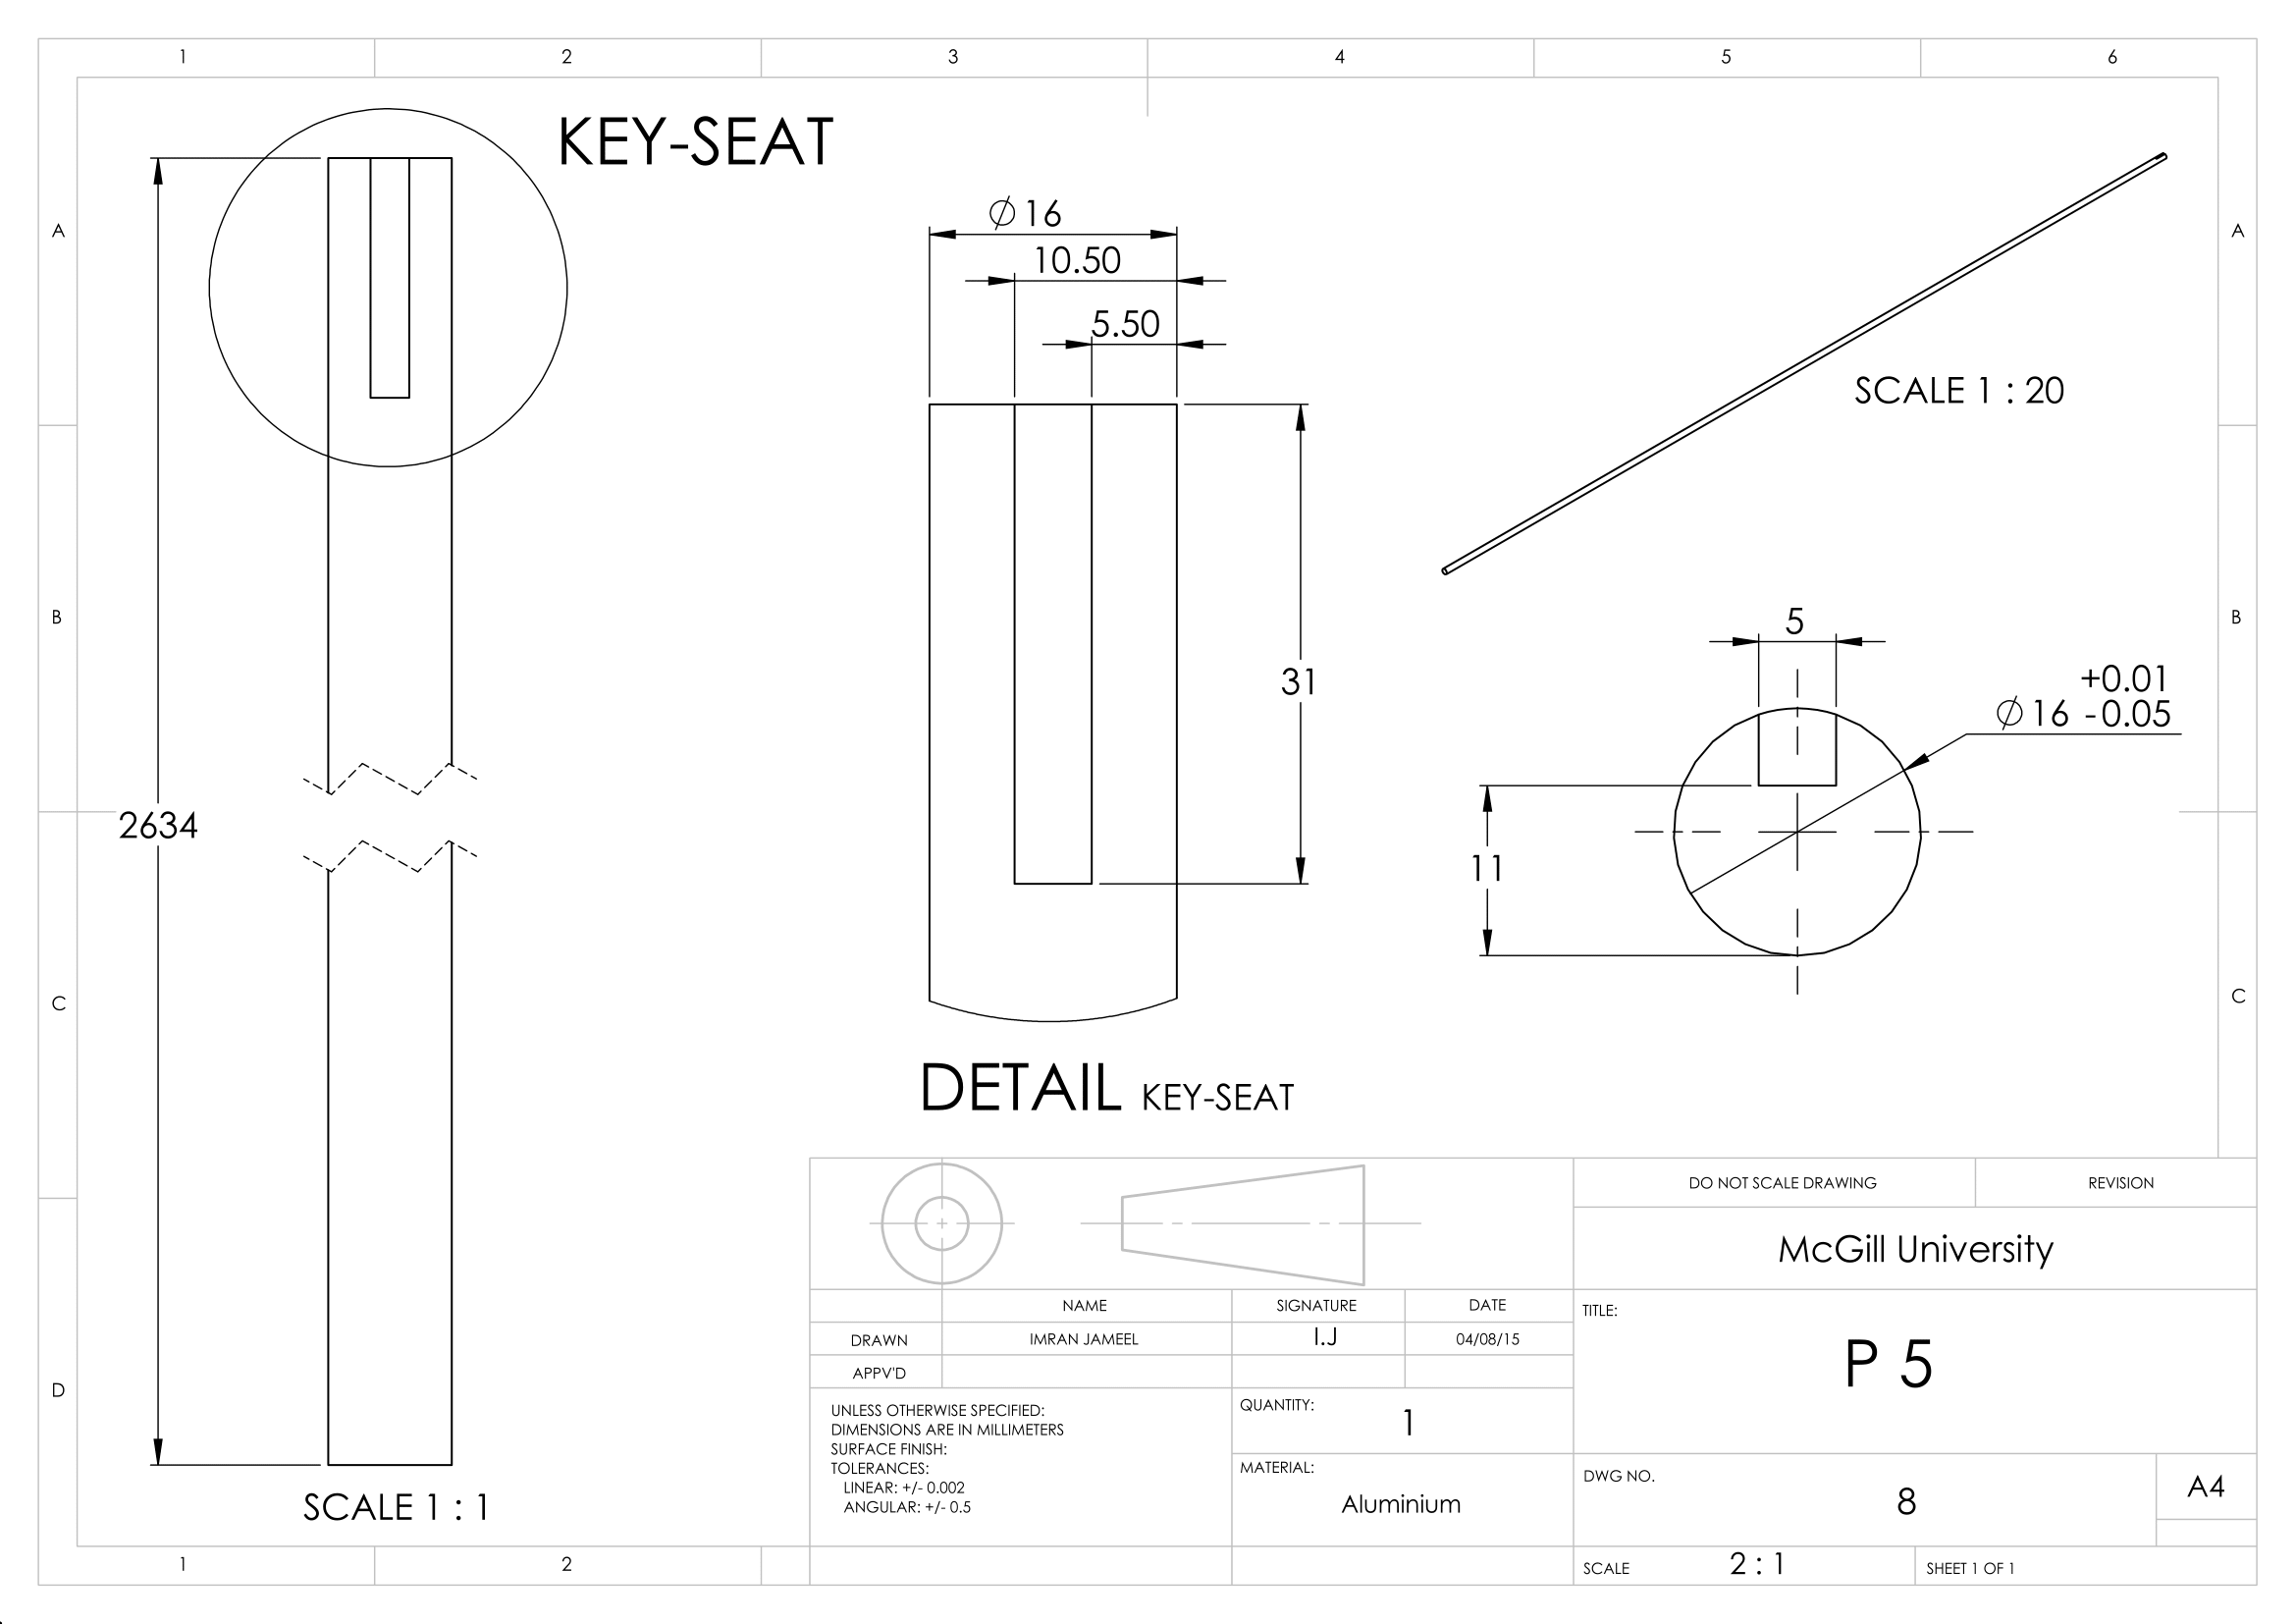 1 2 3 4 5 6
KEY-SEAT
A
A
⌀16
10.50
5.50
SCALE 1 : 20
B
B
5
31
+0.01
⌀16 -0.05
2634
11
C
C
DETAIL KEY-SEAT
DO NOT SCALE DRAWING
REVISION
McGill University
NAME
SIGNATURE
DATE
TITLE:
DRAWN
IMRAN JAMEEL
I.J
04/08/15
P 5
APPV'D
D
UNLESS OTHERWISE SPECIFIED:
DIMENSIONS ARE IN MILLIMETERS
SURFACE FINISH:
TOLERANCES:
LINEAR: +/- 0.002
ANGULAR: +/- 0.5
QUANTITY:
1
MATERIAL:
Aluminium
DWG NO.
8
A4
SCALE 1 : 1
1 2
SCALE
2 : 1
SHEET 1 OF 1